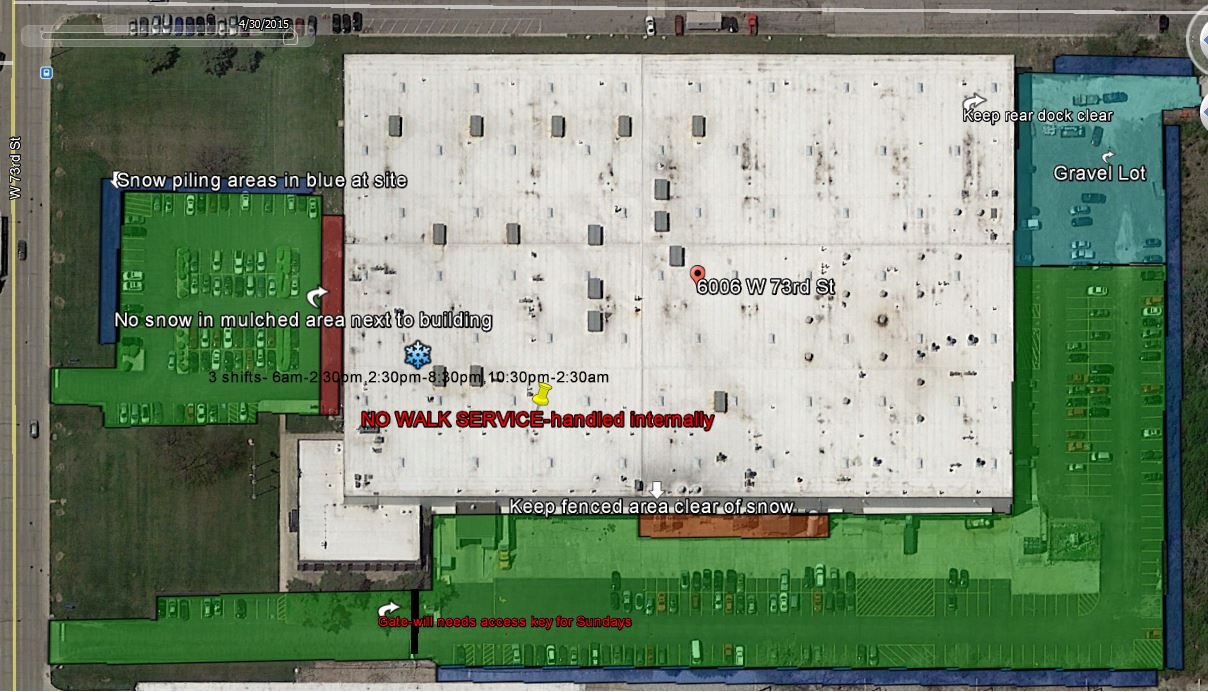 4/30/2015
Keep rear dock clear
Gravel Lot
W 73rd St
Snow piling areas in blue at site
6006 W 73rd St
No snow in mulched area next to building
3 shifts- 6am-2:30pm,2:30pm-8:30pm,10:30pm-2:30am
NO WALK SERVICE-handled internally
Keep fenced area clear of snow
Gate-will needs access key for Sundays